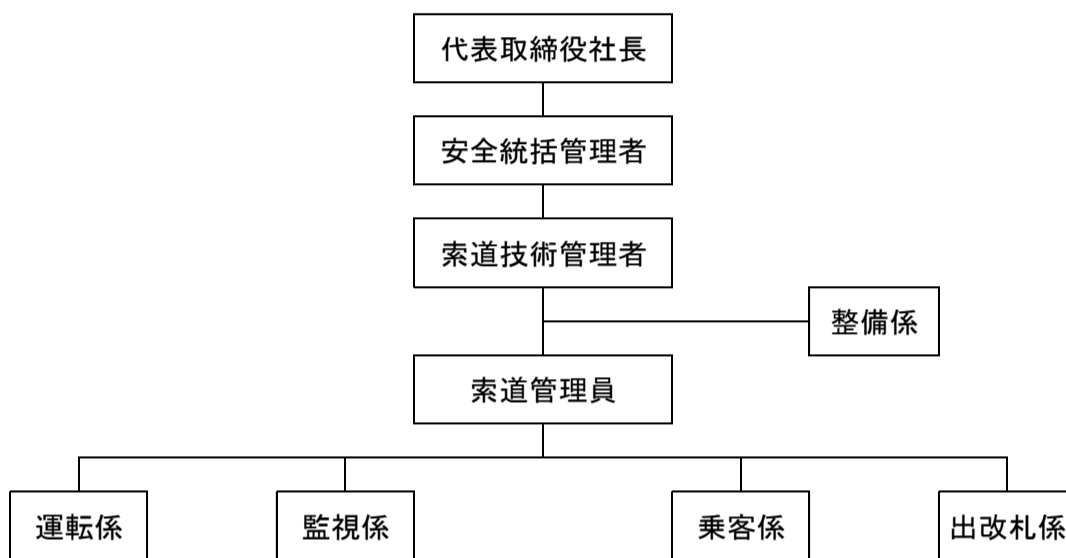 代表取締役社長
安全統括管理者
索道技術管理者
整備係
索道管理員
運転係
監視係
乗客係
出改札係